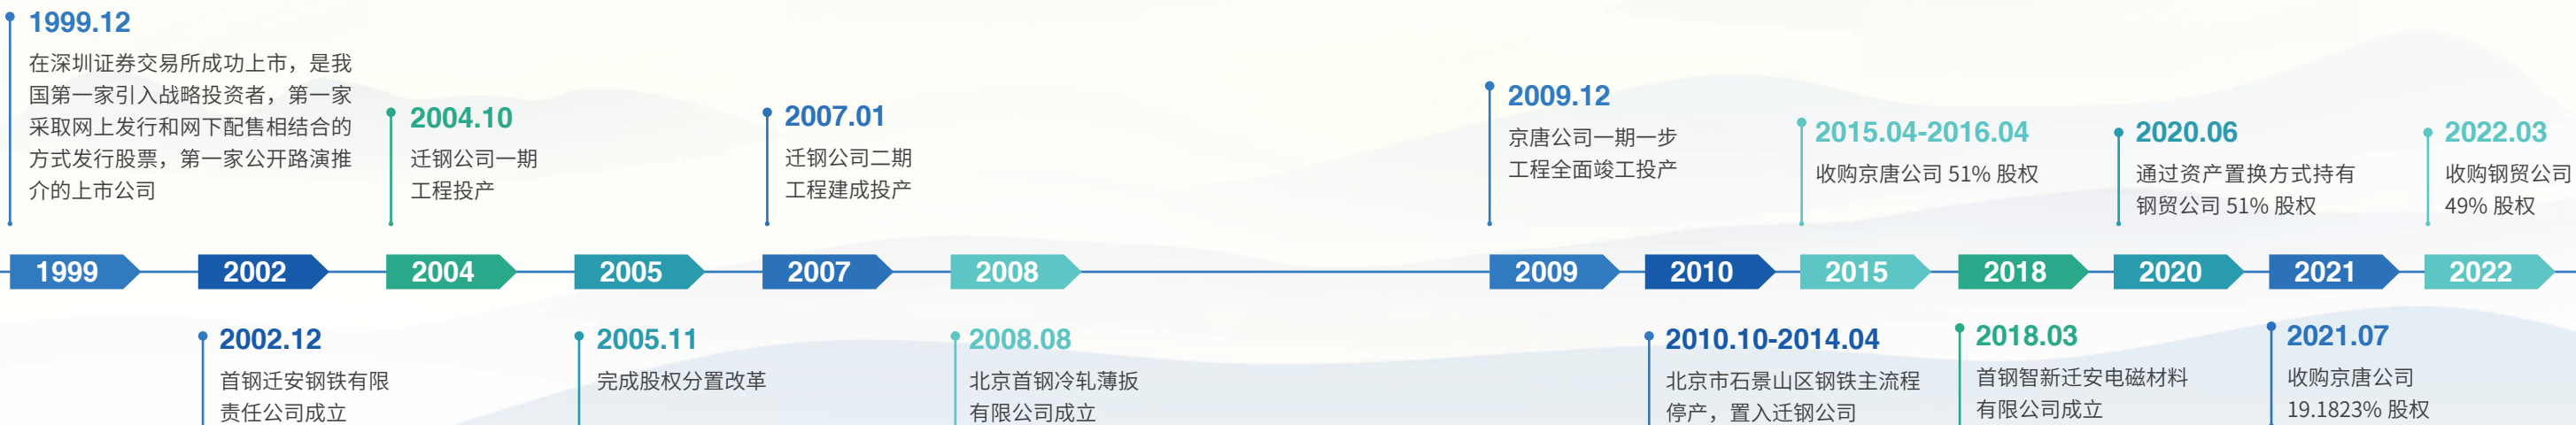 1999.12
在深圳证券交易所成功上市，是我
国第一家引入战略投资者，第一家
采取网上发行和网下配售相结合的
方式发行股票，第一家公开路演推
介的上市公司
2004.10
迁钢公司一期
工程投产
2007.01
迁钢公司二期
工程建成投产
2009.12
京唐公司一期一步
工程全面竣工投产
2015.04-2016.04
收购京唐公司 51% 股权
2020.06
通过资产置换方式持有
钢贸公司 51% 股权
2022.03
收购钢贸公司
49% 股权
1999
2002
2004
2005
2007
2008
2009
2010
2015
2018
2020
2021
2022
2002.12
首钢迁安钢铁有限
责任公司成立
2005.11
完成股权分置改革
2008.08
北京首钢冷轧薄扳
有限公司成立
2010.10-2014.04
北京市石景山区钢铁主流程
停产，置入迁钢公司
2018.03
首钢智新迁安电磁材料
有限公司成立
2021.07
收购京唐公司
19.1823% 股权